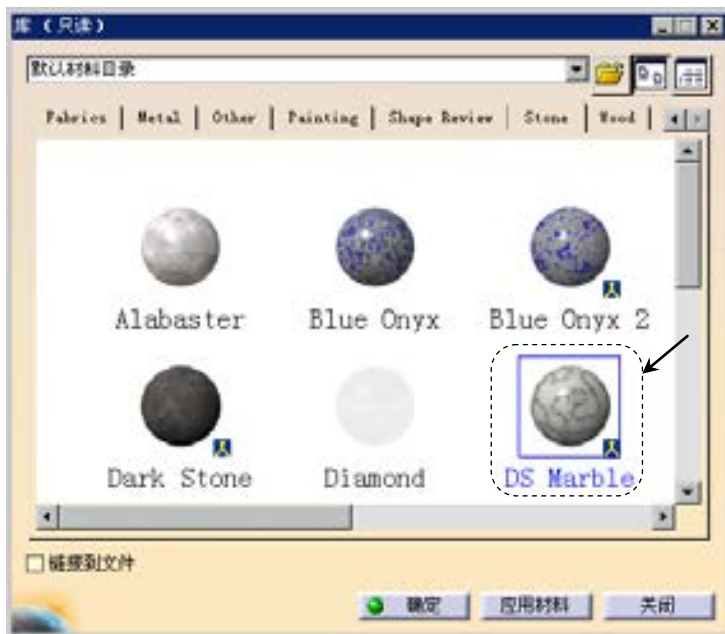 库 （只读）
默认材料目录
Fabrics Metal Other Painting Shape Review Stone Wood
Alabaster Blue Onyx Blue Onyx 2
Dark Stone Diamond DS Marble
链接到文件
确定 应用材料 关闭